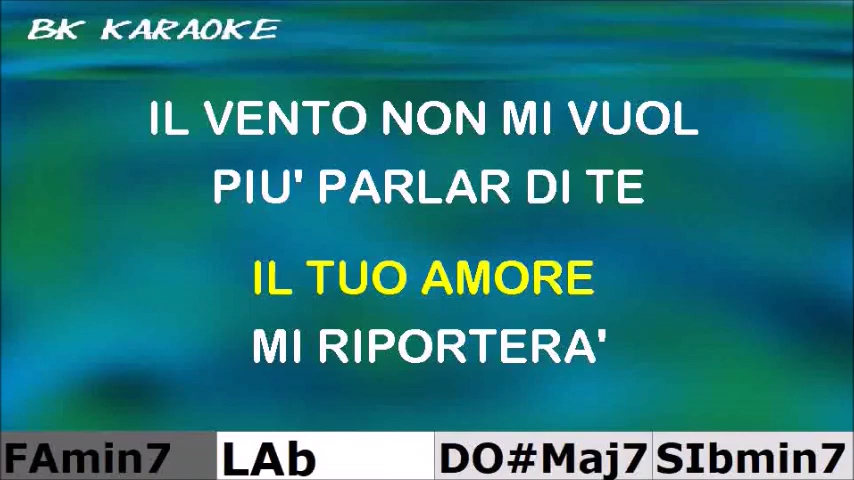 BK KARAOKE
IL VENTO NON MI VUOL
PIU' PARLAR DI TE
IL TUO AMORE
MI RIPORTERA'
FAmin7 LAb DO#Maj7 SIbmin7